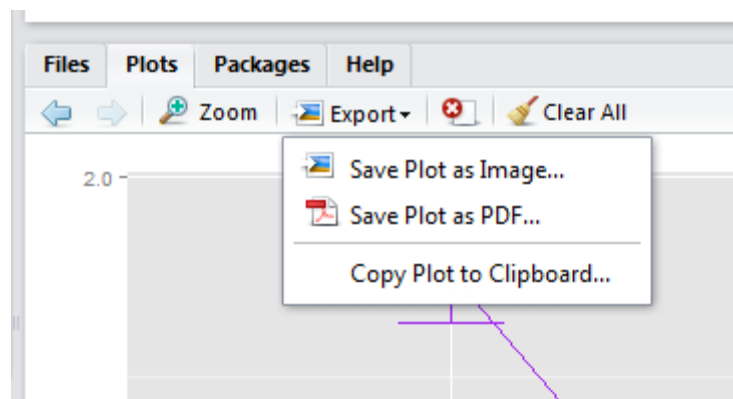 Files Plots Packages Help
Zoom Export Clear All
Save Plot as Image...
2.0
Save Plot as PDF...
Copy Plot to Clipboard...